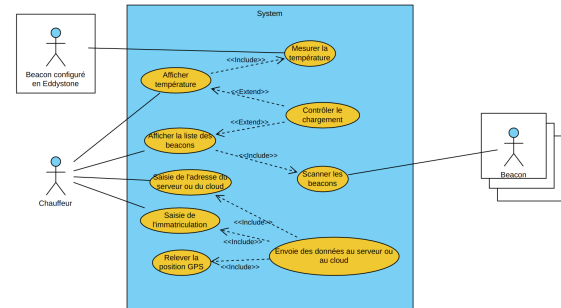 System
Beacon configuré
en Eddystone
Mesurer la
température
<<Include>>
Afficher
température
<<Extend>>
Contrôler le
chargement
<<Extend>>
Afficher la liste des
beacons
<<Include>>
Scanner les
beacons
Beacon
Chauffeur
Saisie de l'adresse du
serveur ou du cloud
Saisie de
l'immatriculation
<<Include>>
<<Include>>
Envoie des données au serveur ou
au cloud
Relever la
position GPS
<<Include>>